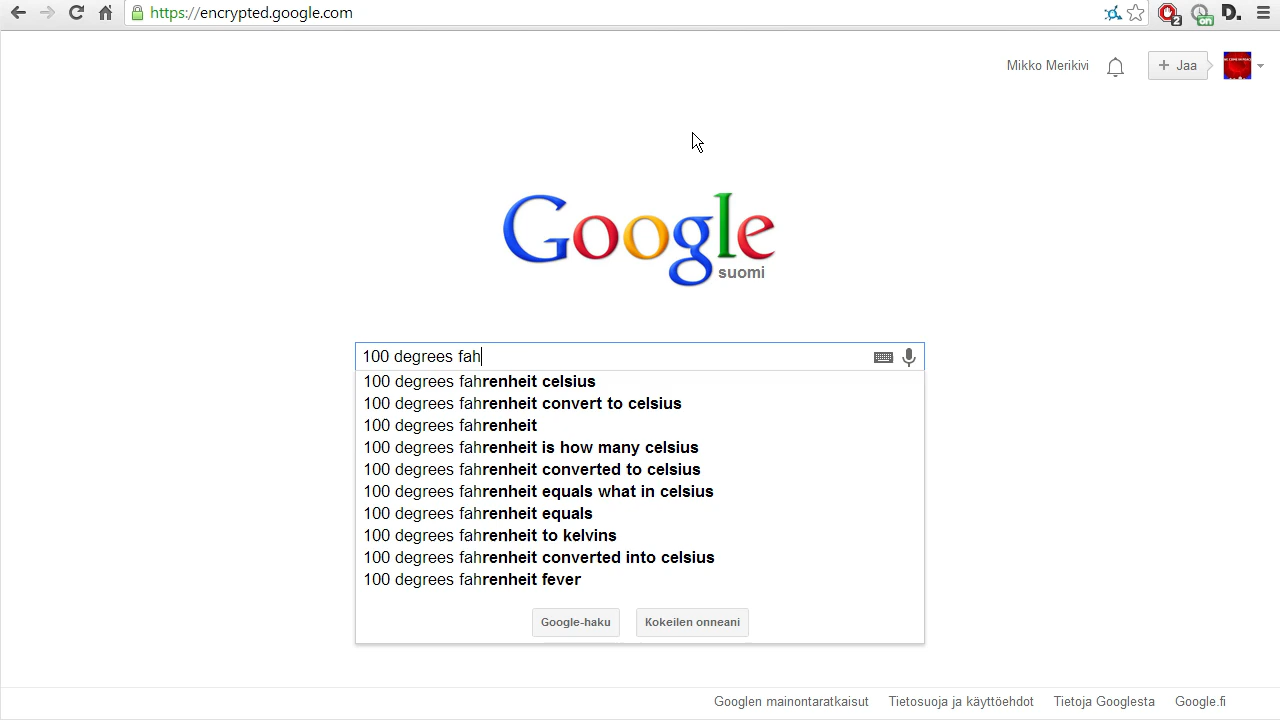 https://encrypted.google.com
2
on
D.
Mikko Merikivi
+ Jaa
Google
suomi
100 degrees fah
100 degrees fahrenheit celsius
100 degrees fahrenheit convert to celsius
100 degrees fahrenheit
100 degrees fahrenheit is how many celsius
100 degrees fahrenheit converted to celsius
100 degrees fahrenheit equals what in celsius
100 degrees fahrenheit equals
100 degrees fahrenheit to kelvins
100 degrees fahrenheit converted into celsius
100 degrees fahrenheit fever
Google-haku Kokeilen onneani
Googlen mainontaratkaisut Tietosuoja ja käyttöehdot Tietoja Googlesta Google.fi